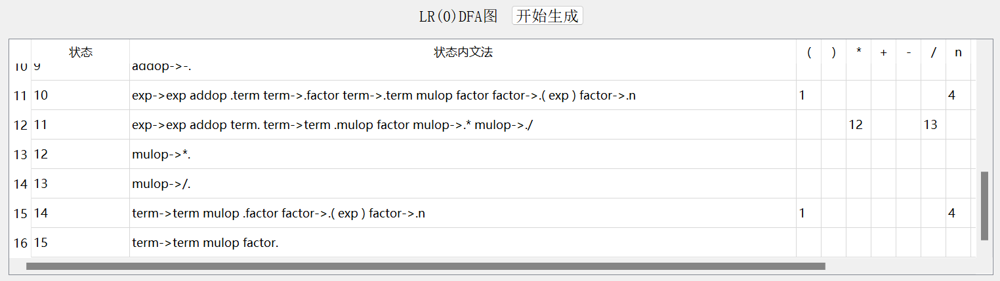 LR(0)DFA图 开始生成
状态 状态内文法 ( ) * + - / n
10 9 addop->-.
11 10 exp->exp addop .term term->.factor term->.term mulop factor factor->.( exp ) factor->.n 1 4
12 11 exp->exp addop term. term->term .mulop factor mulop->.* mulop->./ 12 13
13 12 mulop->*.
14 13 mulop->/.
15 14 term->term mulop .factor factor->.( exp ) factor->.n 1 4
16 15 term->term mulop factor.